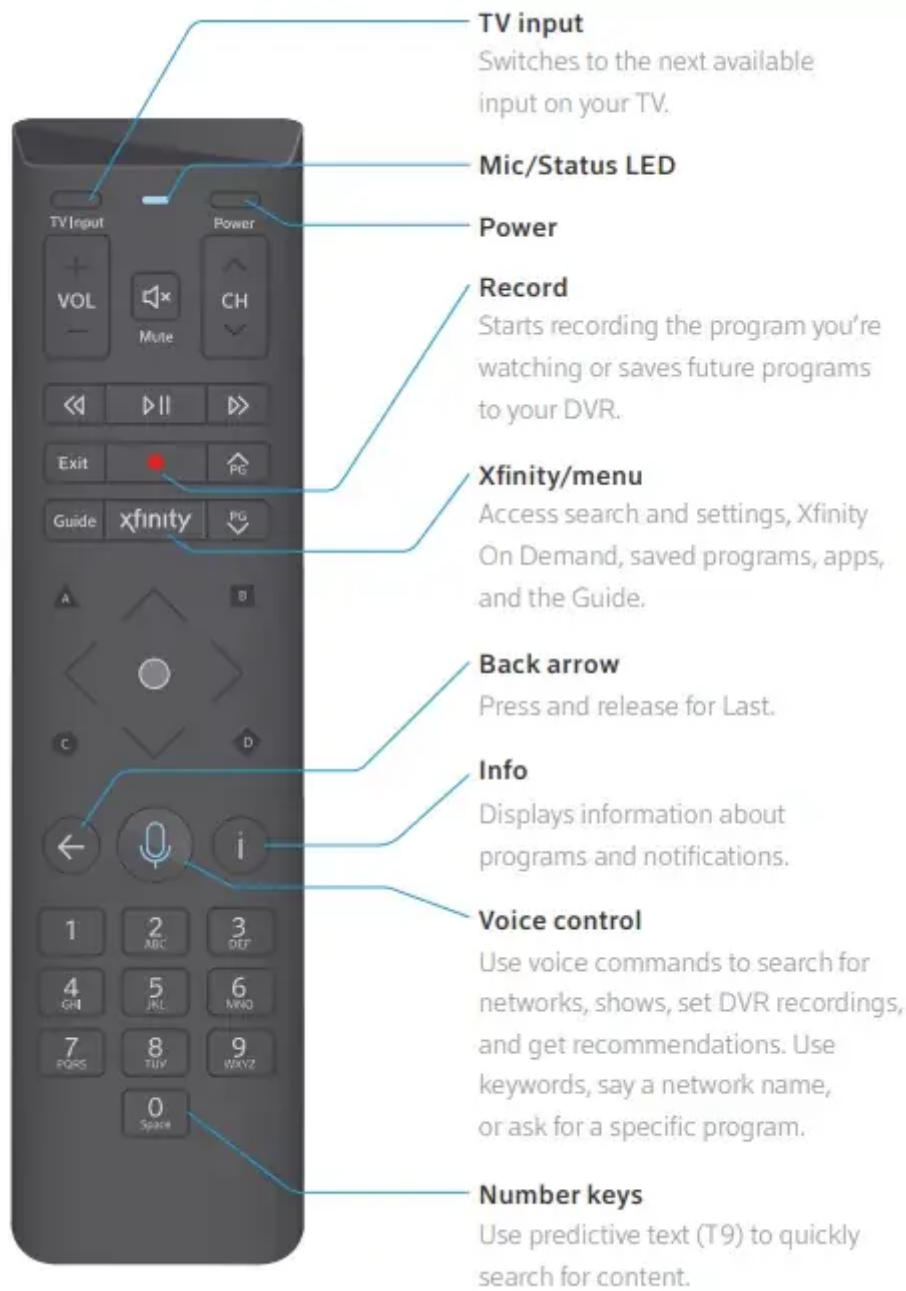 TV input
Switches to the next available
input on your TV.
Mic/Status LED
Power
Record
Starts recording the program you're
watching or saves future programs
to your DVR.
Xfinity/menu
Access search and settings, Xfinity
On Demand, saved programs, apps,
and the Guide.
Back arrow
Press and release for Last.
Info
Displays information about
programs and notifications.
Voice control
Use voice commands to search for
networks, shows, set DVR recordings,
and get recommendations. Use
keywords, say a network name,
or ask for a specific program.
Number keys
Use predictive text (T9) to quickly
search for content.
TV Input
Power
VOL
CH
Mute
Exit
PG
Guide xfinity PG
A B
C D
i
1 2 3
ABC DEF
4 5 6
GHI JKL MNO
7 8 9
PQRS TUV WXYZ
0
Space